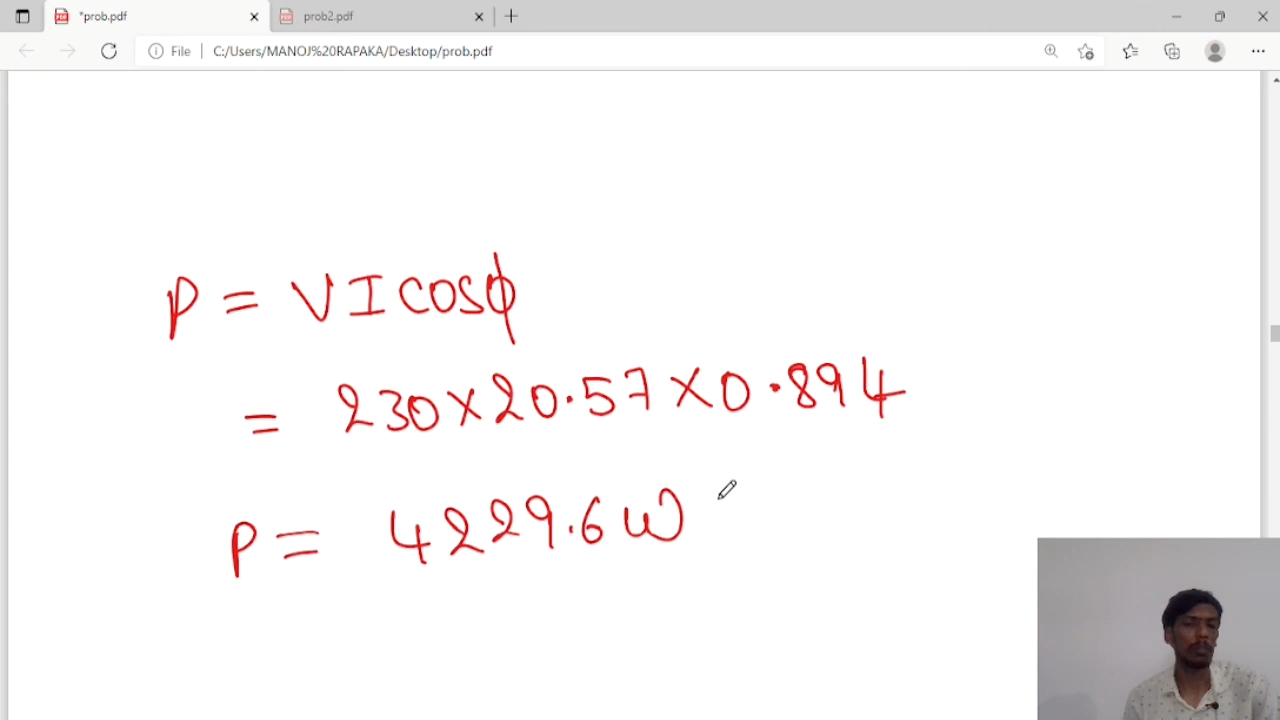 *prob.pdf
prob2.pdf
File
C:/Users/MANOJ%20RAPAKA/Desktop/prob.pdf
P = VI cosϕ
= 230×20.57×0.894
P = 4229.6 W